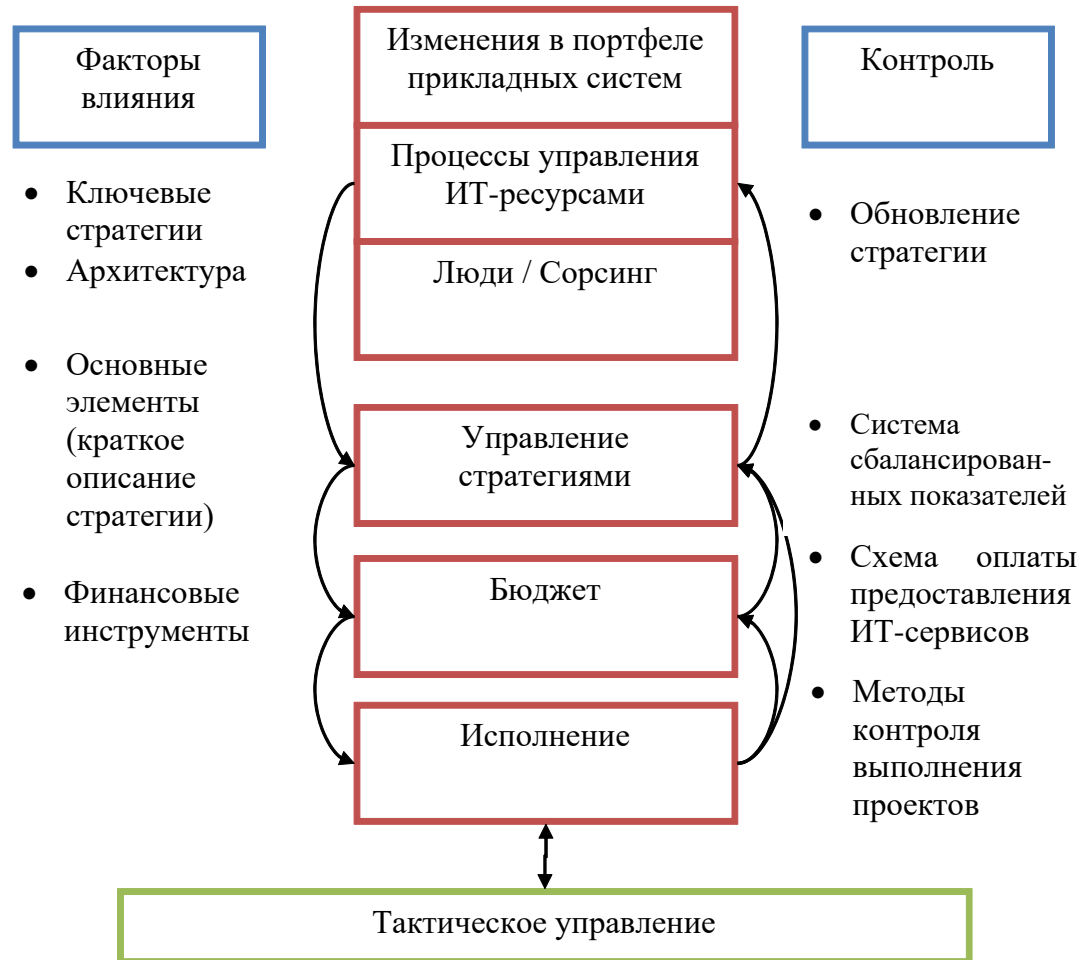 Факторы
влияния
• Ключевые
стратегии
• Архитектура
• Основные
элементы
(краткое
описание
стратегии)
• Финансовые
инструменты
Изменения в портфеле
прикладных систем
Процессы управления
ИТ-ресурсами
Люди / Сорсинг
Управление
стратегиями
Бюджет
Исполнение
Контроль
• Обновление
стратегии
• Система
сбалансирован-
ных показателей
• Схема оплаты
предоставления
ИТ-сервисов
• Методы
контроля
выполнения
проектов
Тактическое управление